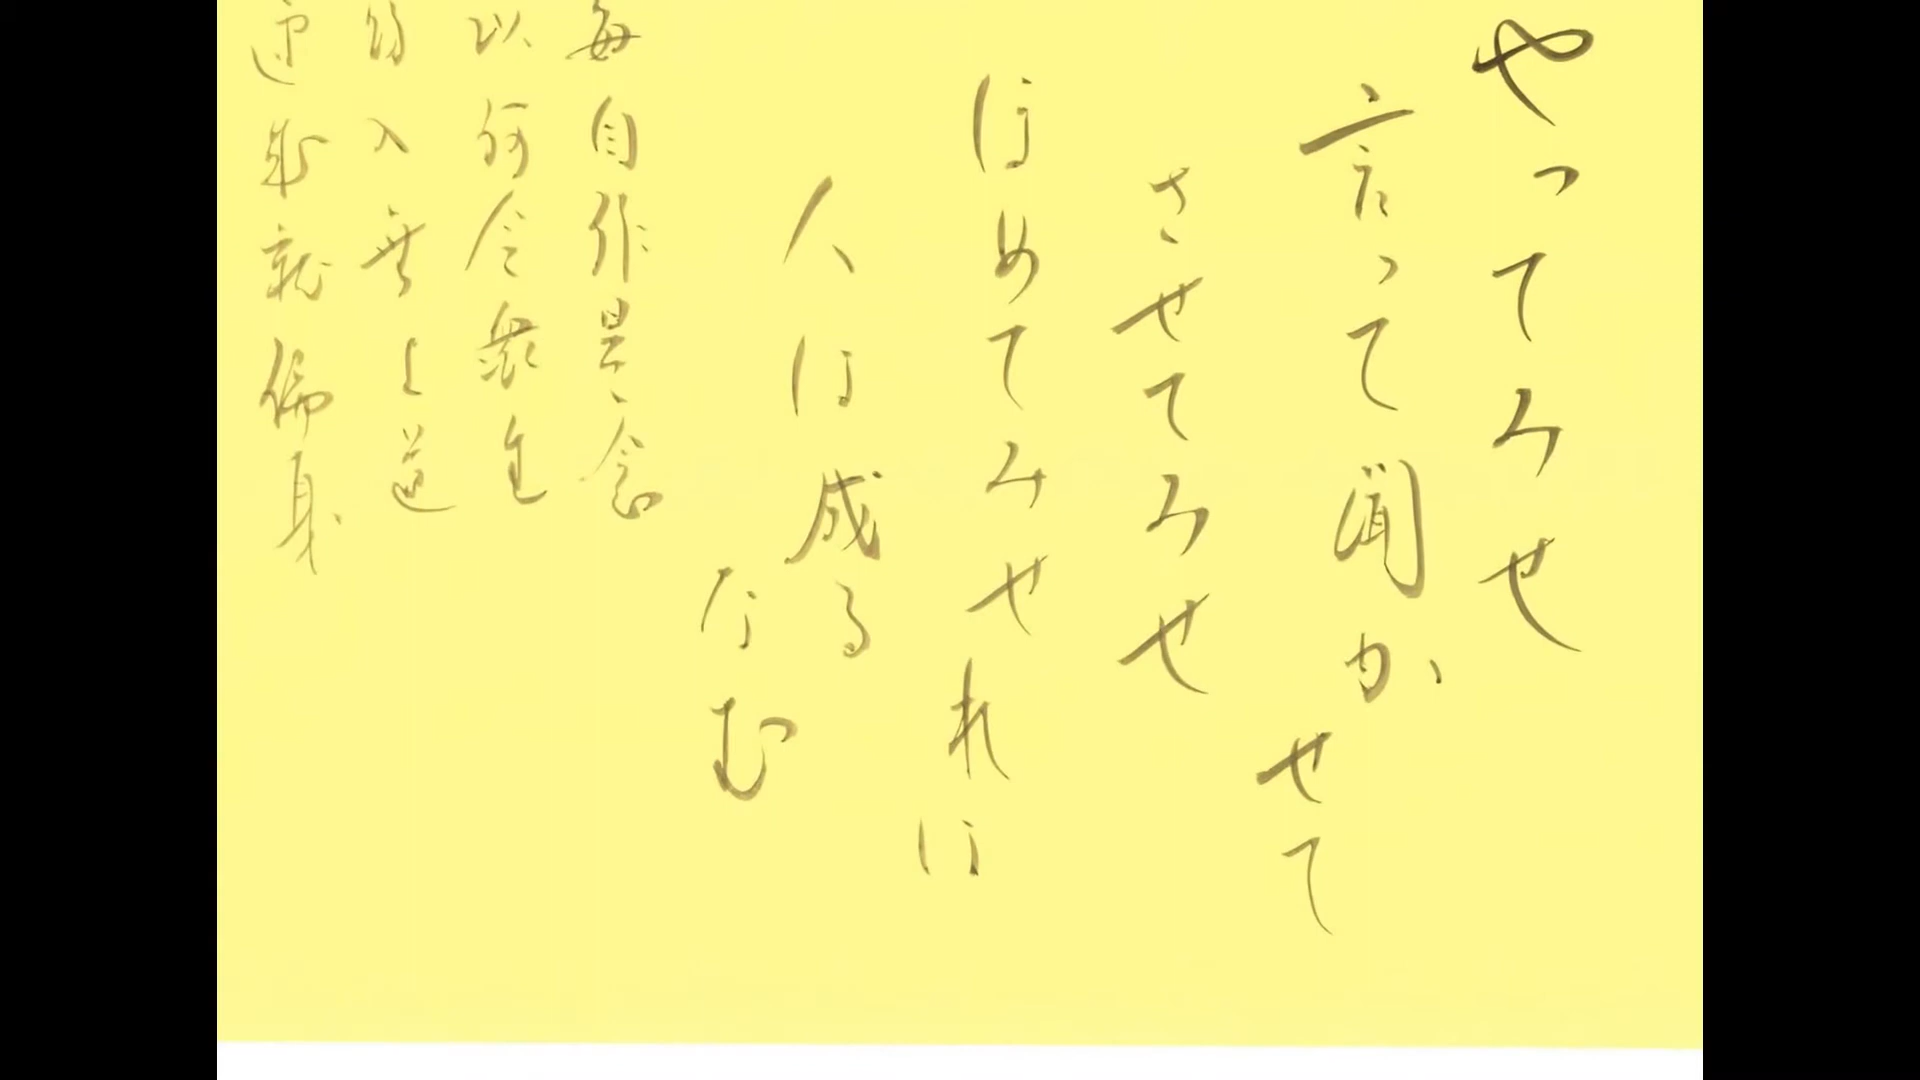 やってみせ
言って聞かせて
させてみせ
ほめてみせれは
人は成る
なむ
毎自作是念
以何令衆生
得入無上道
速成就佛身